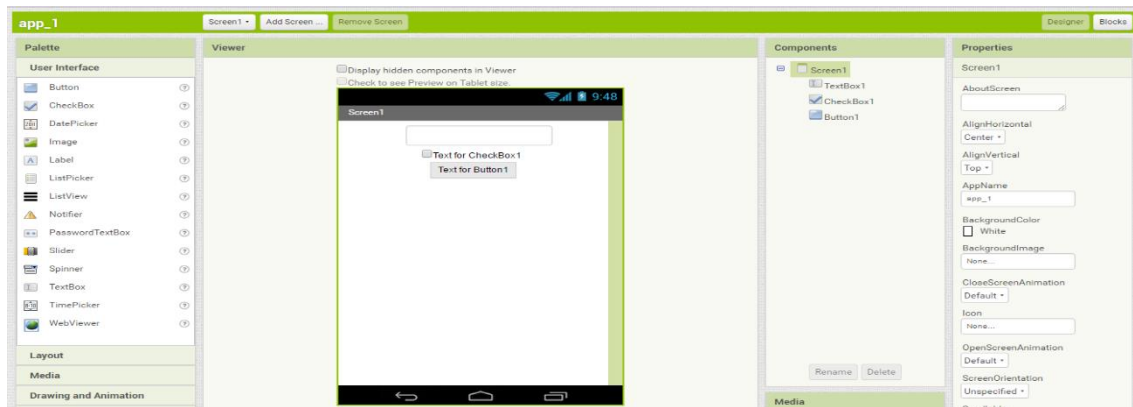 app_1
Screen1
Add Screen ...
Remove Screen
Designer
Blocks
Palette
User Interface
Button
CheckBox
DatePicker
Image
Label
ListPicker
ListView
Notifier
PasswordTextBox
Slider
Spinner
TextBox
TimePicker
WebViewer
Layout
Media
Drawing and Animation
Viewer
Display hidden components in Viewer
Check to see Preview on Tablet size.
9:48
Screen1
Text for CheckBox1
Text for Button1
Components
Screen1
TextBox1
CheckBox1
Button1
Rename
Delete
Media
Properties
Screen1
AboutScreen
AlignHorizontal
Center
AlignVertical
Top
AppName
app_1
BackgroundColor
White
BackgroundImage
None...
CloseScreenAnimation
Default
Icon
None...
OpenScreenAnimation
Default
ScreenOrientation
Unspecified